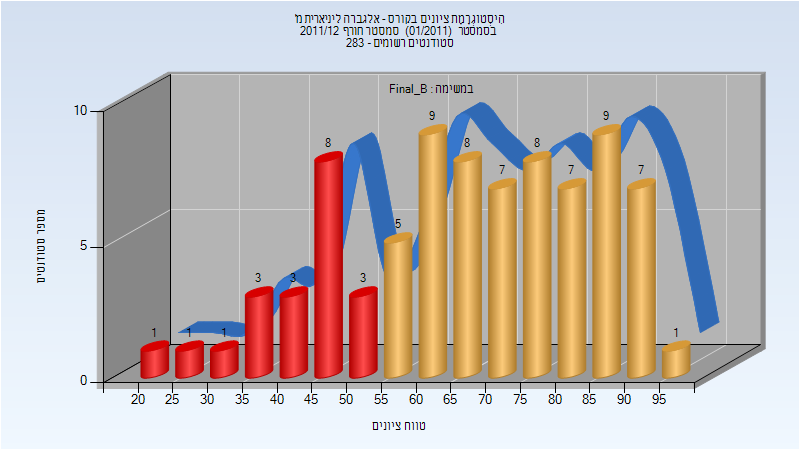 היסטוגרמת ציונים בקורס - אלגברה ליניארית מ'
בסמסטר (01/2011) סמסטר חורף 2011/12
סטודנטים רשומים - 283
במשימה : Final_B
מספר סטודנטים
10
5
0
1
1
1
3
3
8
3
5
9
8
7
8
7
9
7
1
20 25 30 35 40 45 50 55 60 65 70 75 80 85 90 95
טווח ציונים